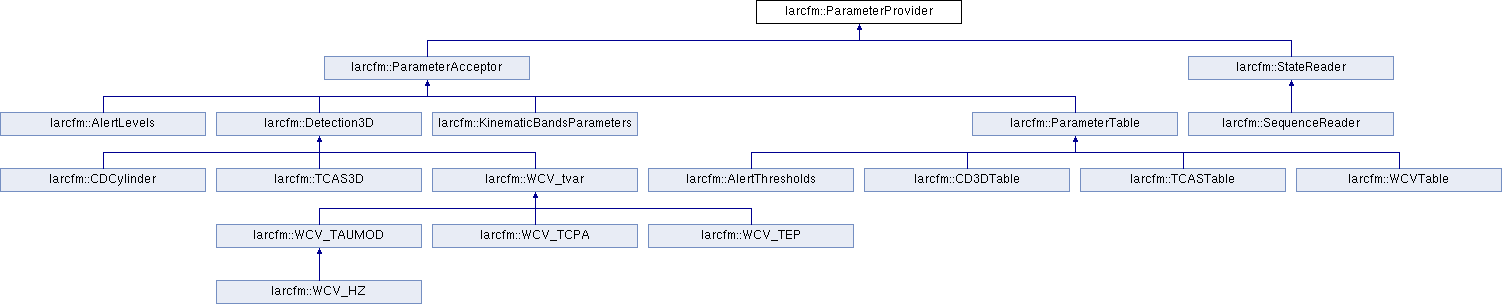 larcfm::ParameterProvider
larcfm::ParameterAcceptor
larcfm::StateReader
larcfm::AlertLevels
larcfm::Detection3D
larcfm::KinematicBandsParameters
larcfm::ParameterTable
larcfm::SequenceReader
larcfm::CDCylinder
larcfm::TCAS3D
larcfm::WCV_tvar
larcfm::AlertThresholds
larcfm::CD3DTable
larcfm::TCASTable
larcfm::WCVTable
larcfm::WCV_TAUMOD
larcfm::WCV_TCPA
larcfm::WCV_TEP
larcfm::WCV_HZ